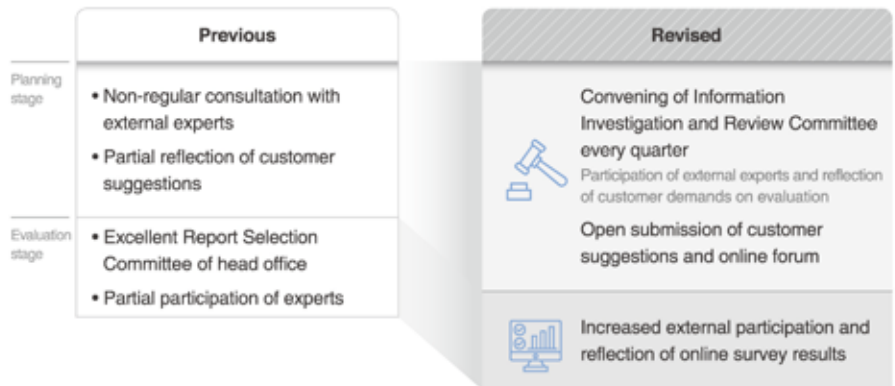 Previous
Revised
Planning
stage
• Non-regular consultation with
external experts
• Partial reflection of customer
suggestions
Convening of Information
Investigation and Review Committee
every quarter
Participation of external experts and reflection
of customer demands on evaluation
Open submission of customer
suggestions and online forum
Evaluation
stage
• Excellent Report Selection
Committee of head office
• Partial participation of experts
Increased external participation and
reflection of online survey results